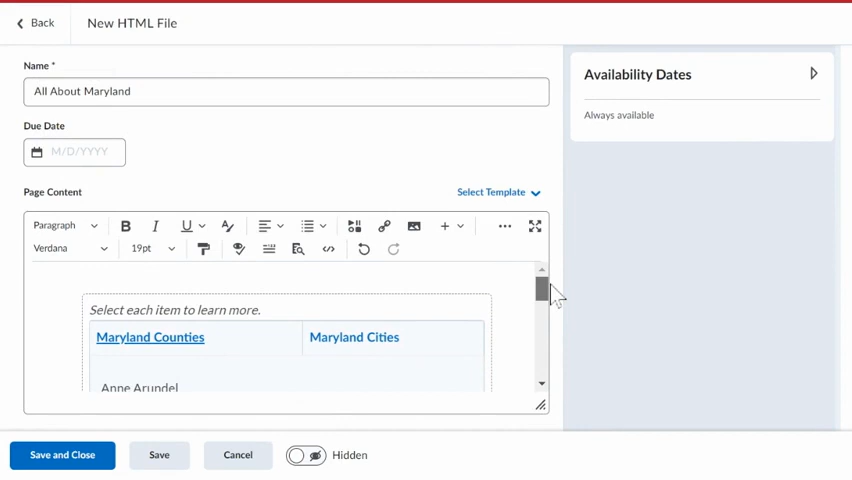 Back
New HTML File
Name *
All About Maryland
Due Date
M/D/YYYY
Page Content
Select Template
Paragraph
B I U
Verdana
19pt
Select each item to learn more.
Maryland Counties
Maryland Cities
Anne Arundel
Save and Close
Save
Cancel
Hidden
Availability Dates
Always available